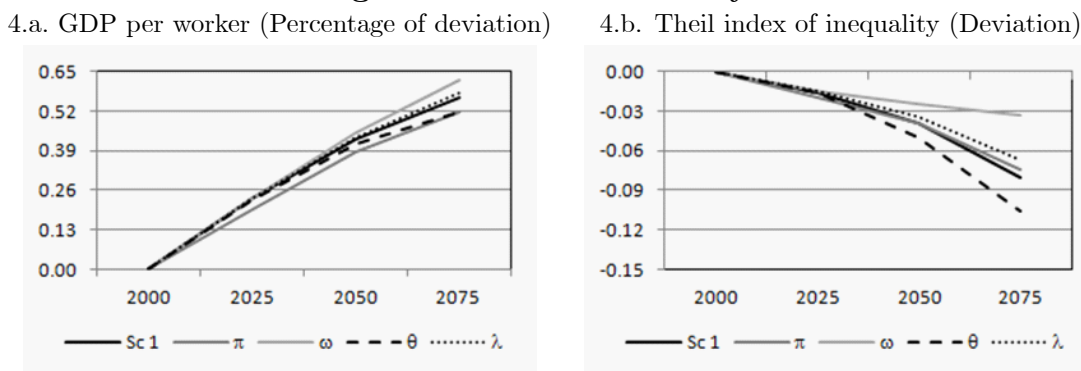 4.a. GDP per worker (Percentage of deviation)
0.65
0.52
0.39
0.26
0.13
0.00
2000 2025 2050 2075
Sc 1 π ω θ λ
4.b. Theil index of inequality (Deviation)
0.00
-0.03
-0.06
-0.09
-0.12
-0.15
2000 2025 2050 2075
Sc 1 π ω θ λ